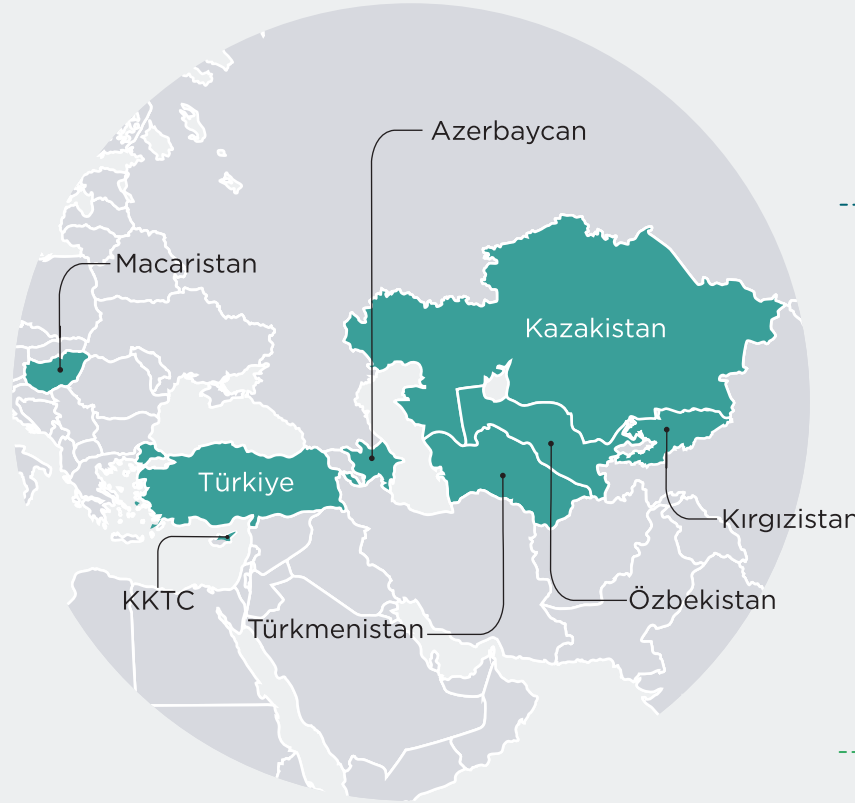 Azerbaycan
Macaristan
Kazakistan
Türkiye
Kırgızistan
KKTC
Özbekistan
Türkmenistan